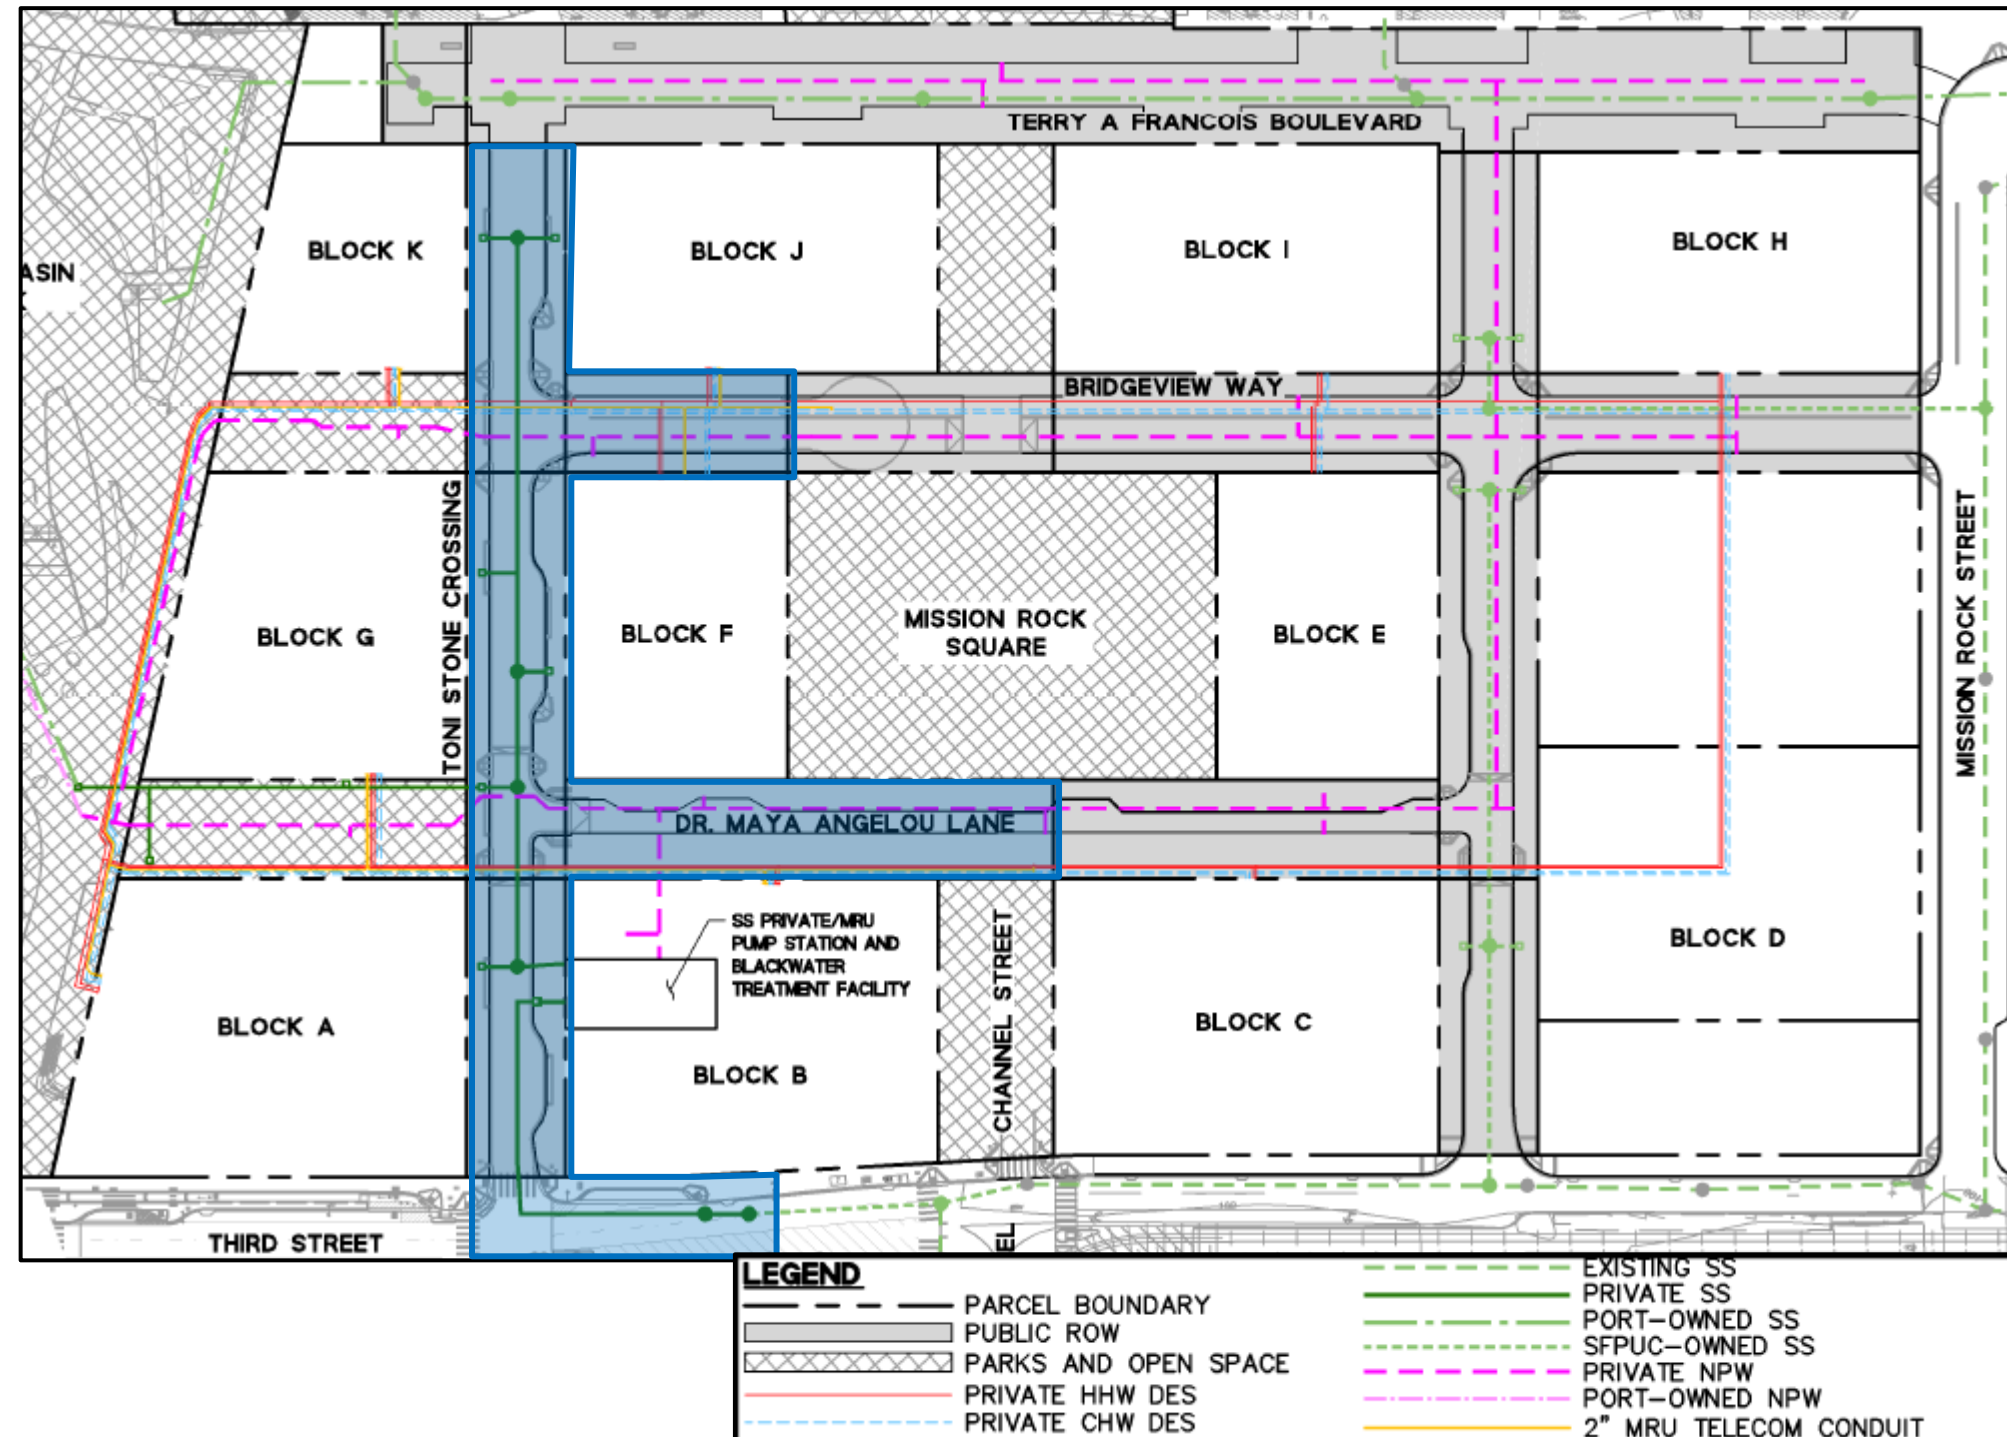 TERRY A FRANCOIS BOULEVARD
BLOCK K
BLOCK J
BLOCK I
BLOCK H
ASIN
BRIDGEVIEW WAY
TONI STONE CROSSING
BLOCK G
BLOCK F
MISSION ROCK
SQUARE
BLOCK E
MISSION ROCK STREET
DR. MAYA ANGELOU LANE
SS PRIVATE/MRU
PUMP STATION AND
BLACKWATER
TREATMENT FACILITY
CHANNEL STREET
BLOCK A
BLOCK B
BLOCK C
BLOCK D
EL
THIRD STREET
LEGEND
PARCEL BOUNDARY
PUBLIC ROW
PARKS AND OPEN SPACE
PRIVATE HHW DES
PRIVATE CHW DES
EXISTING SS
PRIVATE SS
PORT-OWNED SS
SFPUC-OWNED SS
PRIVATE NPW
PORT-OWNED NPW
2" MRU TELECOM CONDUIT